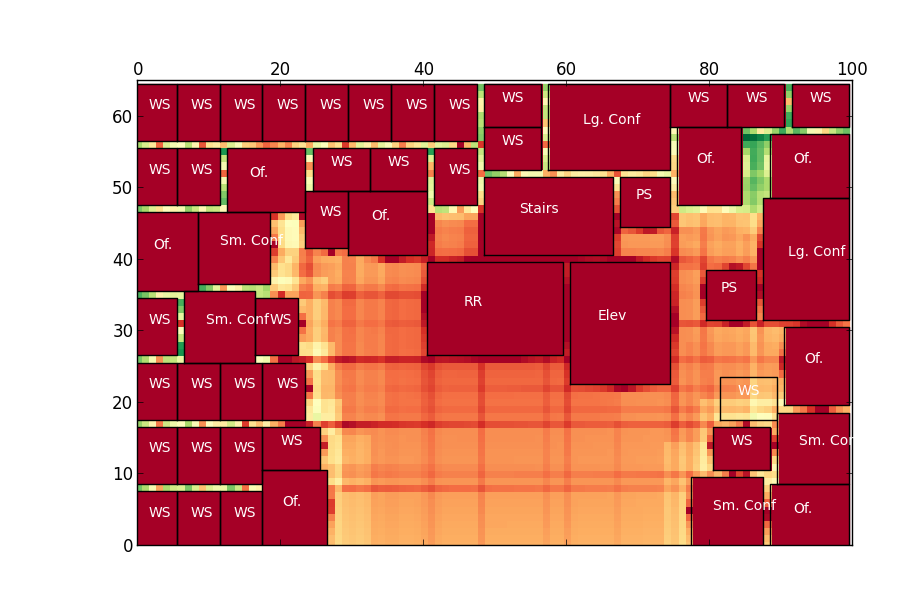 0 20 40 60 80 100
WS WS WS WS WS WS WS WS WS WS WS WS
60 Lg. Conf
WS
WS WS Of. WS WS WS Of. Of.
50 PS
WS Of. Stairs
Of. Sm. Conf Lg. Conf
40
RR Elev PS
WS Sm. Conf WS
30 Of.
WS WS WS WS WS
20
WS WS WS WS WS Sm. Cor
10
WS WS WS Of. Sm. Conf Of.
0